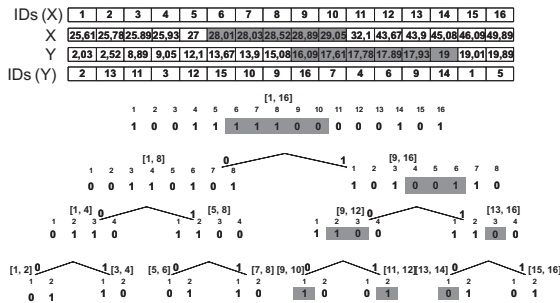 IDs (X) 1 2 3 4 5 6 7 8 9 10 11 12 13 14 15 16
X 25,61 25,78 25.89 25,93 27 28,01 28,03 28,52 28,89 29,05 32,1 43,67 43,9 45,08 46,09 49,89
Y 2,03 2,52 8,89 9,05 12,1 13,67 13,9 15,08 16,09 17,61 17,78 17.89 17,93 19 19,01 19,89
IDs (Y) 2 13 11 3 12 15 10 9 16 7 4 8 6 14 1 5
[1, 16]
1 2 3 4 5 6 7 8 9 10 11 12 13 14 15 16
1 0 0 1 1 1 1 1 0 0 0 0 1 0 1 0
[1, 8] 0 1 [9, 16]
1 2 3 4 5 6 7 8 1 2 3 4 5 6 7 8
0 0 1 1 0 1 0 1 1 0 1 0 0 1 1 0
[1, 4] 0 1 [5, 8] [9, 12] 0 1 [13, 16]
1 2 3 4 1 2 3 4 1 2 3 4 1 2 3 4
0 1 1 0 1 1 0 0 1 1 0 0 1 1 0 0
[1, 2] 0 1 [3, 4] [5, 6] 0 1 [7, 8] [9, 10] 0 1 [11, 12] [13, 14] 0 1 [15, 16]
1 2 1 2 1 2 1 2 1 2 1 2 1 2 1 2
0 1 1 0 0 1 1 0 1 0 1 0 0 1 1 0